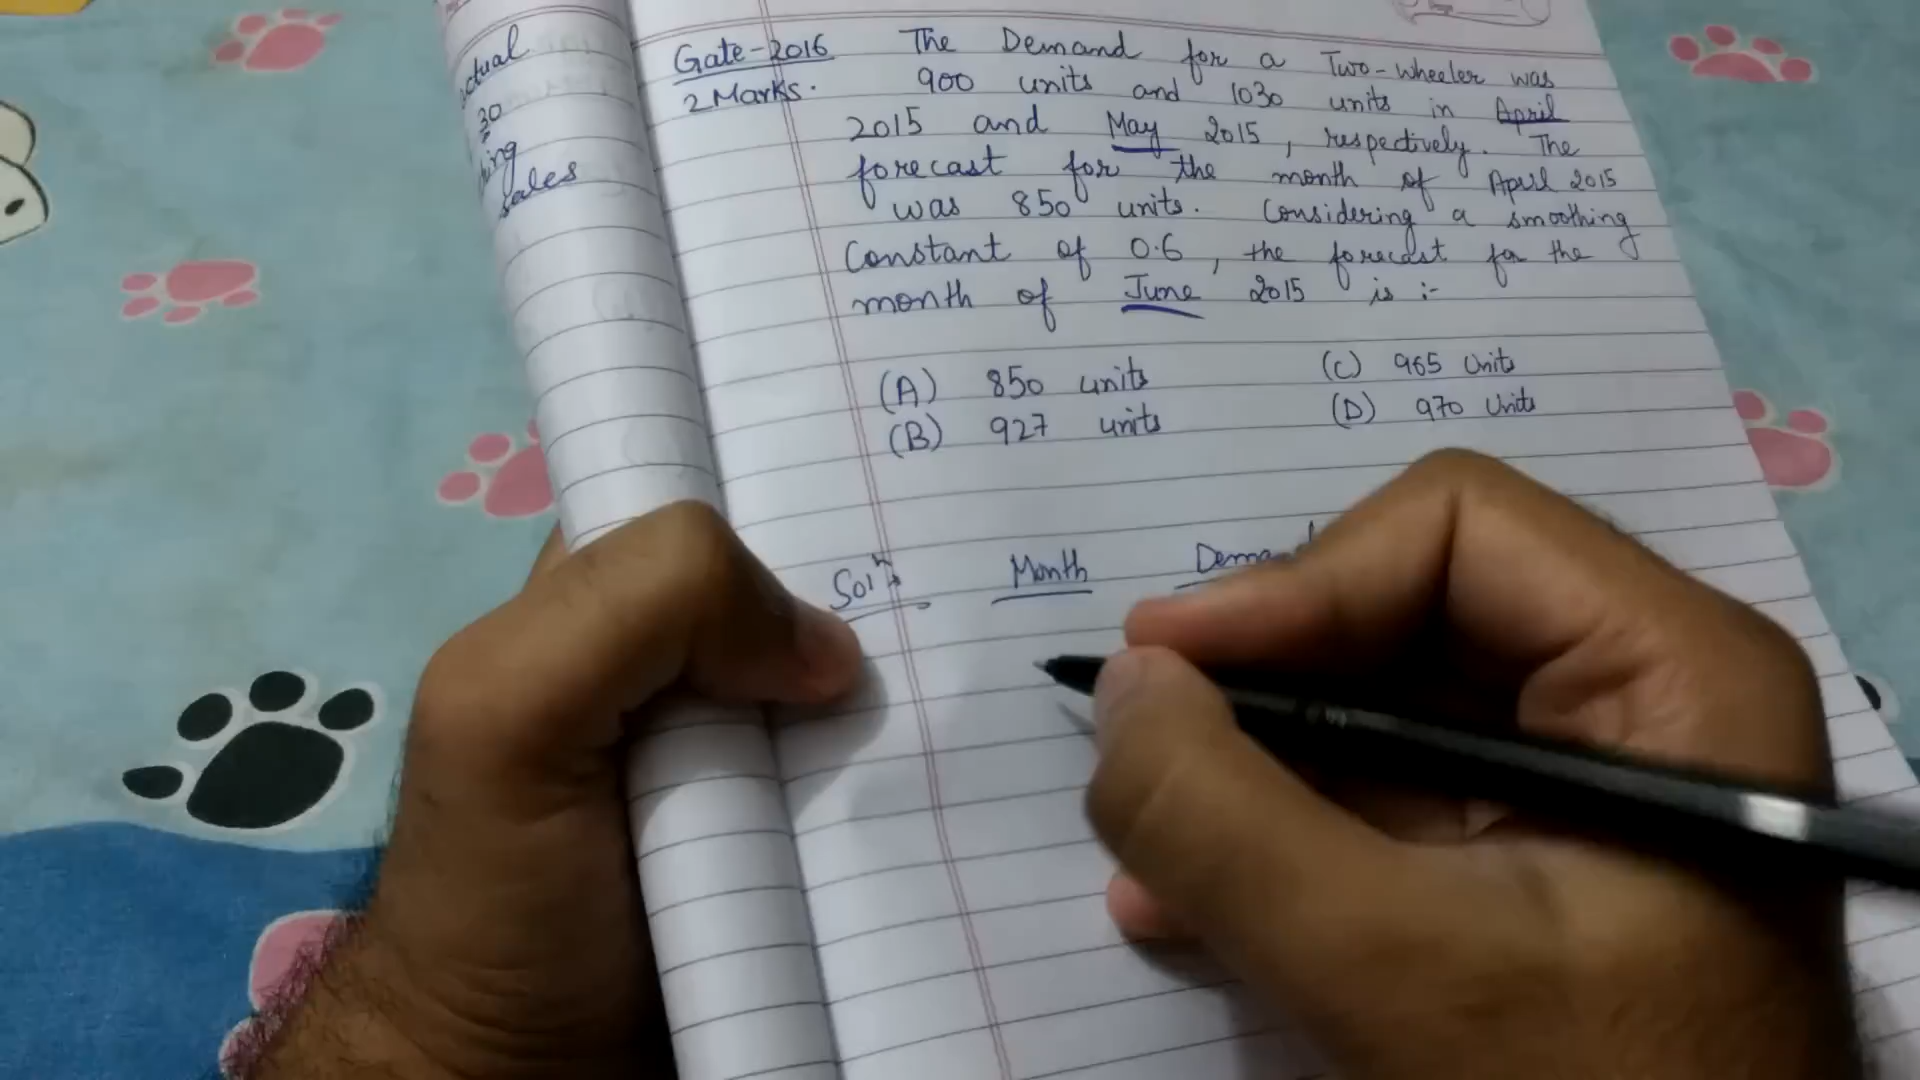 30
sales
Gate-2016 The Demand for a Two-wheeler was
2 Marks. 900 units and 1030 units in April
2015 and May 2015, respectively. The
forecast for the month of April 2015
was 850 units. Considering a smoothing
Constant of 0.6, the forecast for the
month of June 2015 is :-
(A) 850 units (C) 965 Units
(B) 927 units (D) 970 Units
Solⁿ Month